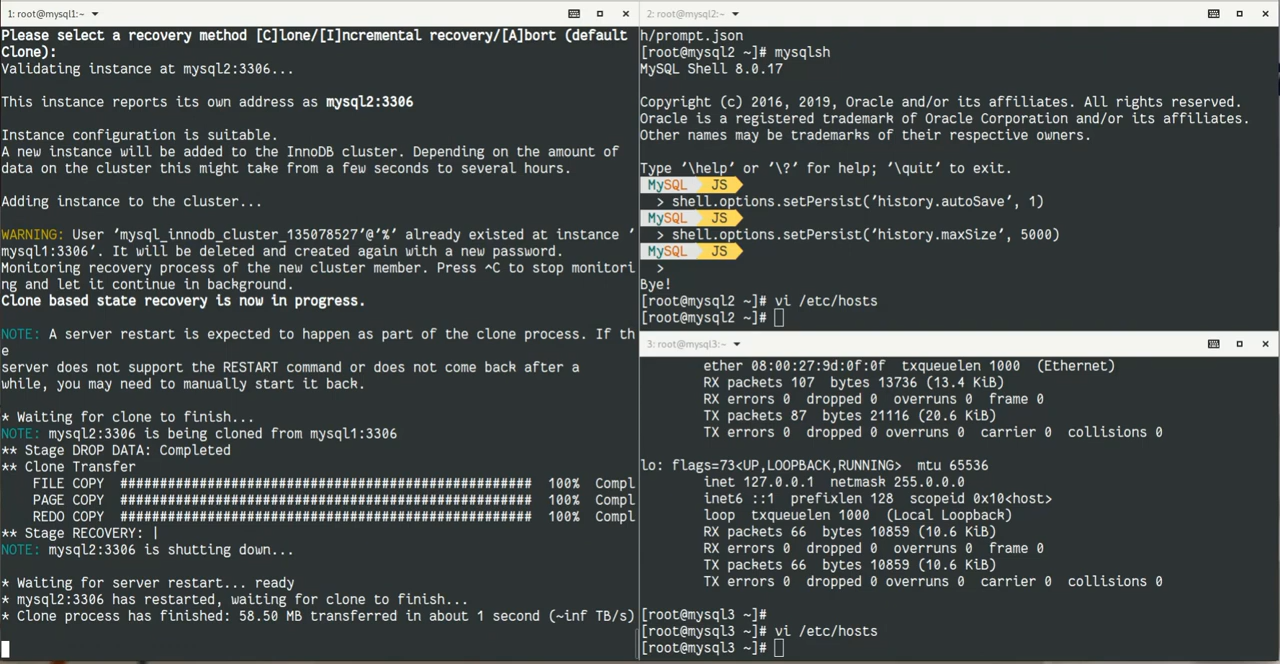 1: root@mysql1:~
Please select a recovery method [C]lone/[I]ncremental recovery/[A]bort (default
Clone):
Validating instance at mysql2:3306...
This instance reports its own address as mysql2:3306
Instance configuration is suitable.
A new instance will be added to the InnoDB cluster. Depending on the amount of
data on the cluster this might take from a few seconds to several hours.
Adding instance to the cluster...
WARNING: User 'mysql_innodb_cluster_135078527'@'%' already existed at instance '
mysql1:3306'. It will be deleted and created again with a new password.
Monitoring recovery process of the new cluster member. Press ^C to stop monitori
ng and let it continue in background.
Clone based state recovery is now in progress.
NOTE: A server restart is expected to happen as part of the clone process. If th
e
server does not support the RESTART command or does not come back after a
while, you may need to manually start it back.
* Waiting for clone to finish...
NOTE: mysql2:3306 is being cloned from mysql1:3306
** Stage DROP DATA: Completed
** Clone Transfer
FILE COPY #################################################### 100% Compl
PAGE COPY #################################################### 100% Compl
REDO COPY #################################################### 100% Compl
** Stage RECOVERY: |
NOTE: mysql2:3306 is shutting down...
* Waiting for server restart... ready
* mysql2:3306 has restarted, waiting for clone to finish...
* Clone process has finished: 58.50 MB transferred in about 1 second (~inf TB/s)
2: root@mysql2:~
h/prompt.json
[root@mysql2 ~]# mysqlsh
MySQL Shell 8.0.17
Copyright (c) 2016, 2019, Oracle and/or its affiliates. All rights reserved.
Oracle is a registered trademark of Oracle Corporation and/or its affiliates.
Other names may be trademarks of their respective owners.
Type '\help' or '\?' for help; '\quit' to exit.
MySQL JS
> shell.options.setPersist('history.autoSave', 1)
MySQL JS
> shell.options.setPersist('history.maxSize', 5000)
MySQL JS
>
Bye!
[root@mysql2 ~]# vi /etc/hosts
[root@mysql2 ~]#
3: root@mysql3:~
ether 08:00:27:9d:0f:0f txqueuelen 1000 (Ethernet)
RX packets 107 bytes 13736 (13.4 KiB)
RX errors 0 dropped 0 overruns 0 frame 0
TX packets 87 bytes 21116 (20.6 KiB)
TX errors 0 dropped 0 overruns 0 carrier 0 collisions 0
lo: flags=73<UP,LOOPBACK,RUNNING> mtu 65536
inet 127.0.0.1 netmask 255.0.0.0
inet6 ::1 prefixlen 128 scopeid 0x10<host>
loop txqueuelen 1000 (Local Loopback)
RX packets 66 bytes 10859 (10.6 KiB)
RX errors 0 dropped 0 overruns 0 frame 0
TX packets 66 bytes 10859 (10.6 KiB)
TX errors 0 dropped 0 overruns 0 carrier 0 collisions 0
[root@mysql3 ~]#
[root@mysql3 ~]# vi /etc/hosts
[root@mysql3 ~]#